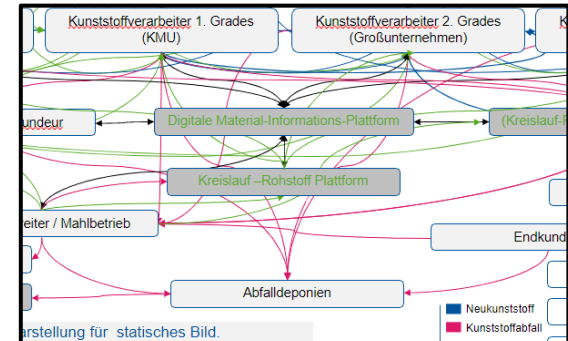 Kunststoffverarbeiter 1. Grades
(KMU)
Kunststoffverarbeiter 2. Grades
(Großunternehmen)
K
undeur
Digitale Material-Informations-Plattform
(Kreislauf-R
Kreislauf –Rohstoff Plattform
eiter / Mahlbetrieb
Endkund
Abfalldeponien
Neukunststoff
Kunststoffabfall
arstellung für statisches Bild.